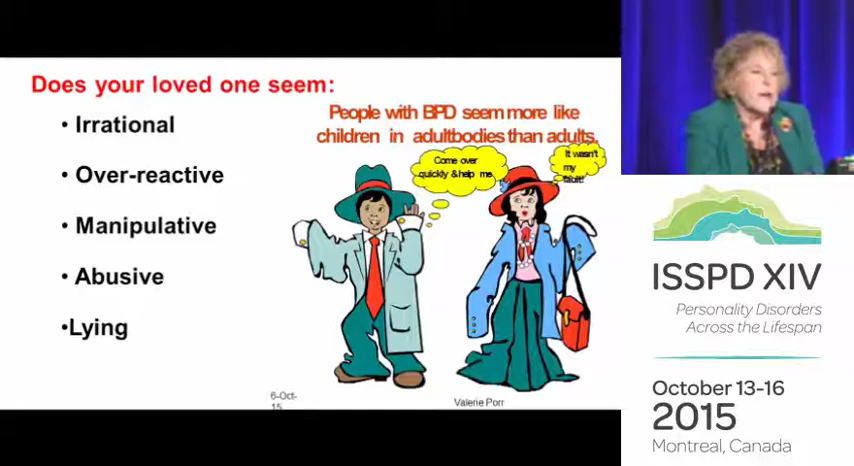 Does your loved one seem:
• Irrational
• Over-reactive
• Manipulative
• Abusive
•Lying
People with BPD seem more like
children in adultbodies than adults.
Come over
quickly & help me
It wasn't
my
fault!
6-Oct-
15
Valerie Porr
ISSPD XIV
Personality Disorders
Across the Lifespan
October 13-16
2015
Montreal, Canada